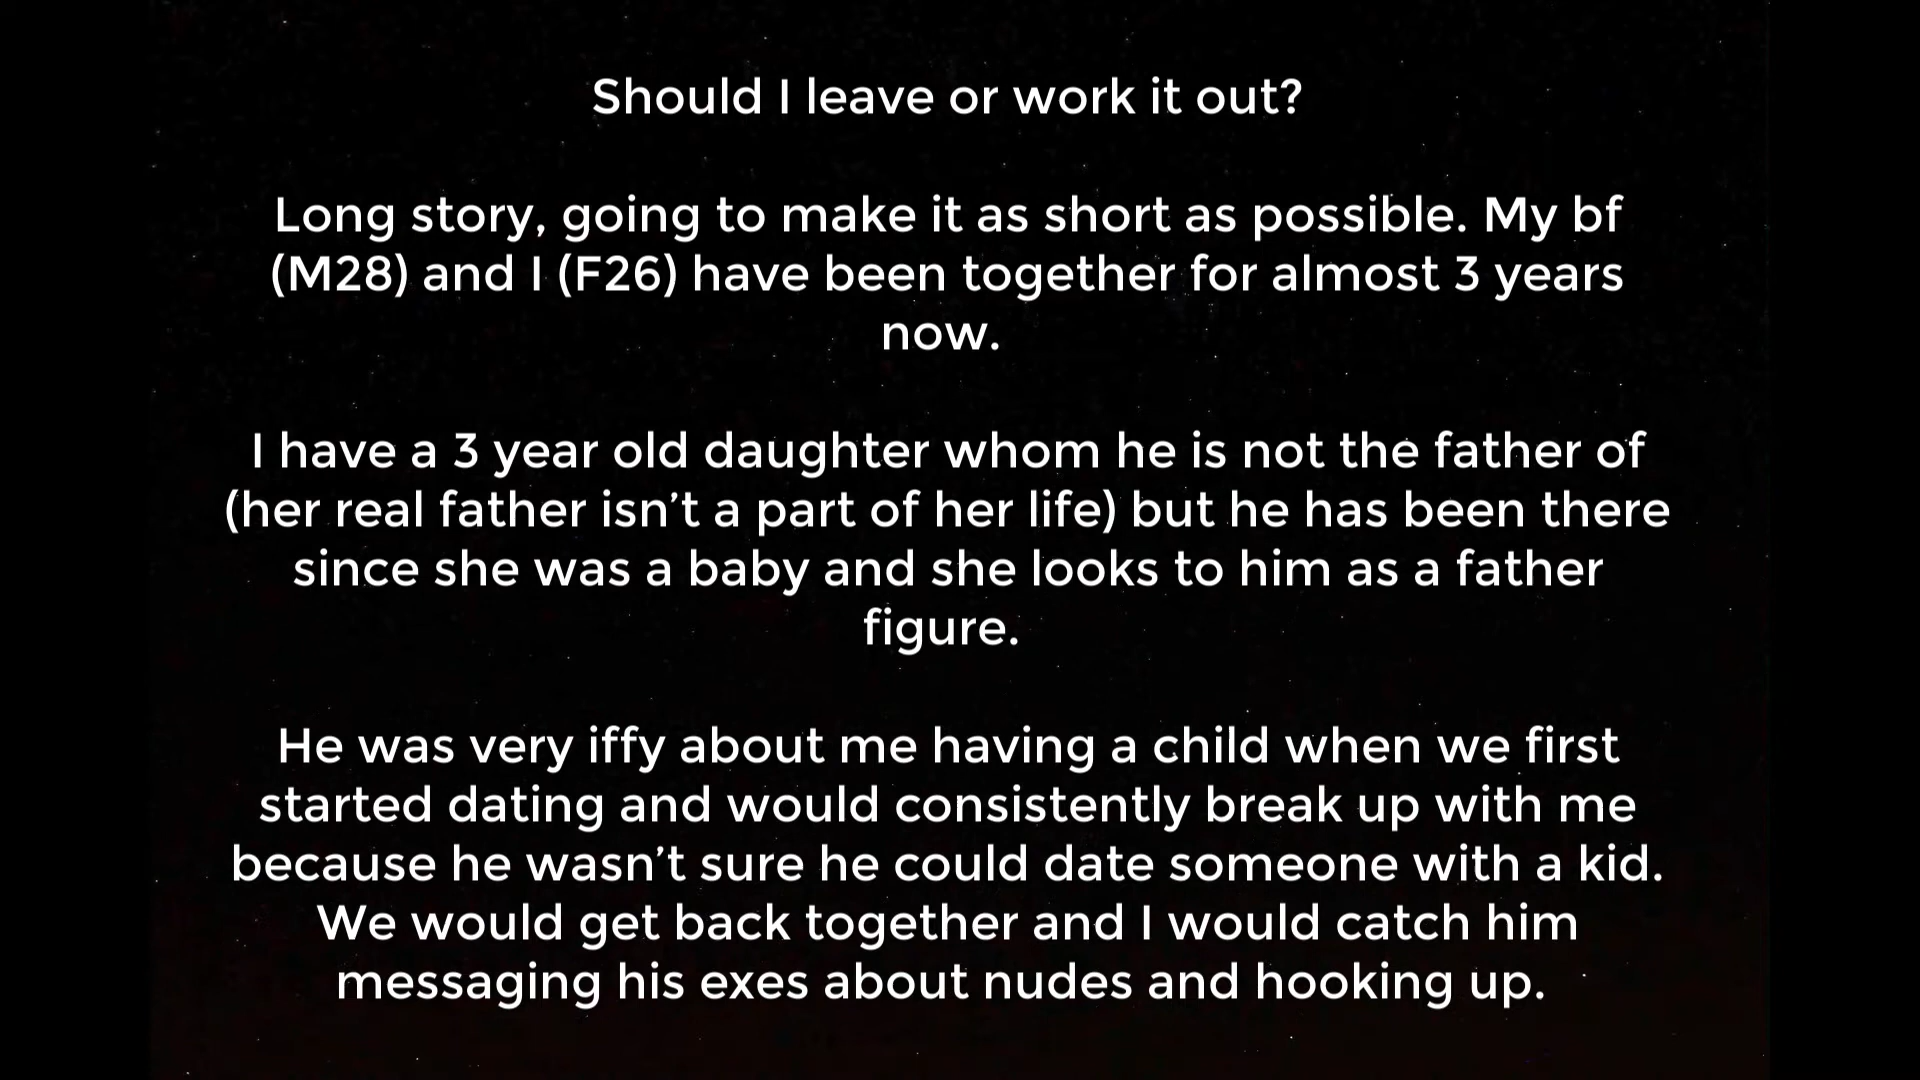 Should I leave or work it out?
Long story, going to make it as short as possible. My bf
(M28) and I (F26) have been together for almost 3 years
now.
I have a 3 year old daughter whom he is not the father of
(her real father isn’t a part of her life) but he has been there
since she was a baby and she looks to him as a father
figure.
He was very iffy about me having a child when we first
started dating and would consistently break up with me
because he wasn’t sure he could date someone with a kid.
We would get back together and I would catch him
messaging his exes about nudes and hooking up.